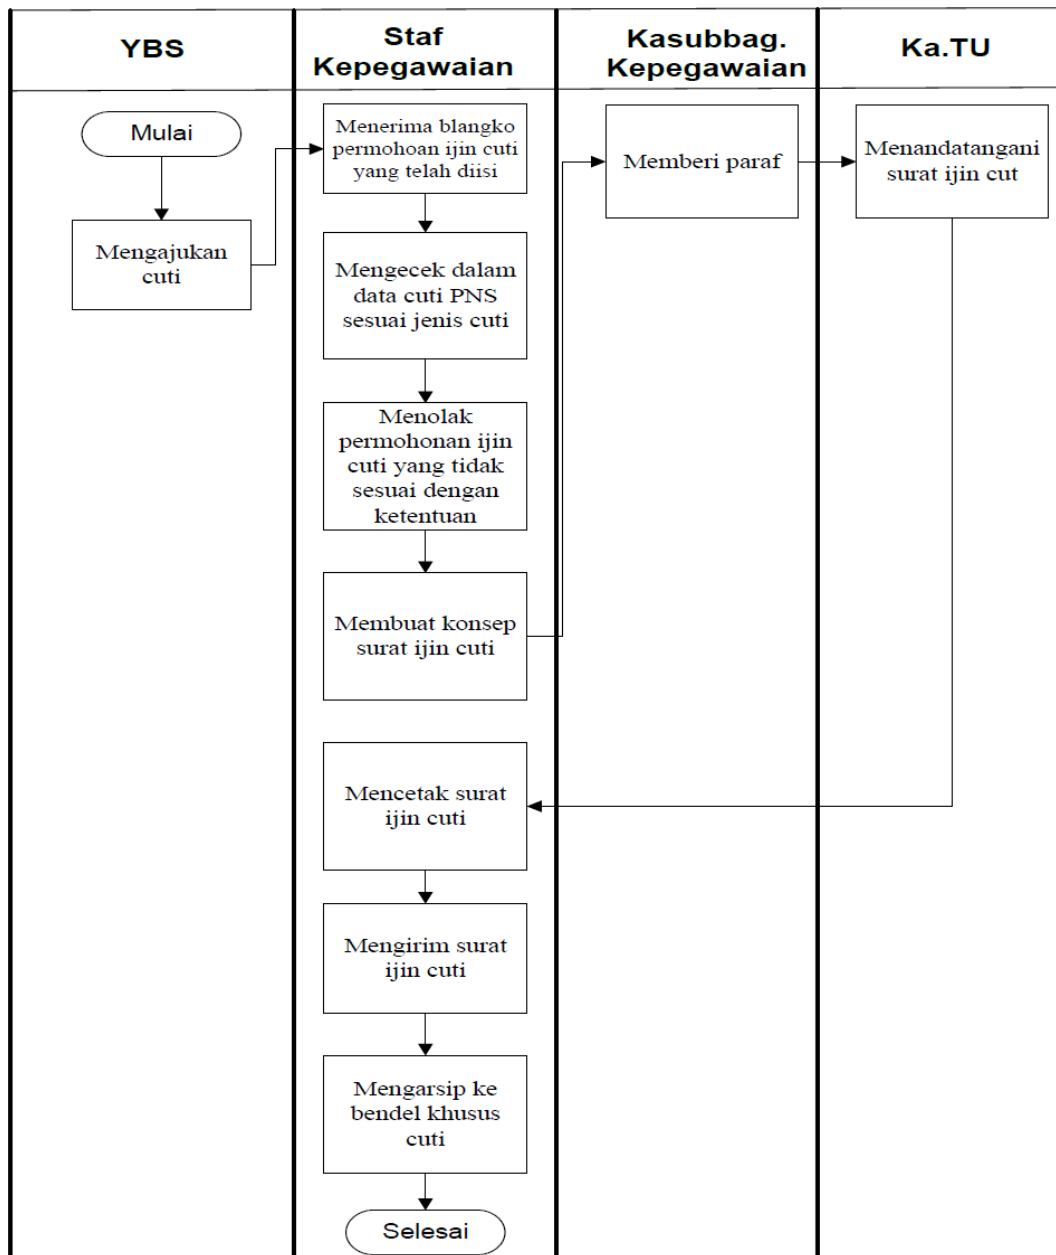 YBS
Staf
Kepegawaian
Kasubbag.
Kepegawaian
Ka.TU
Mulai
Mengajukan
cuti
Menerima blangko
permohoan ijin cuti
yang telah diisi
Mengecek dalam
data cuti PNS
sesuai jenis cuti
Menolak
permohonan ijin
cuti yang tidak
sesuai dengan
ketentuan
Membuat konsep
surat ijin cuti
Memberi paraf
Menandatangani
surat ijin cut
Mencetak surat
ijin cuti
Mengirim surat
ijin cuti
Mengarsip ke
bendel khusus
cuti
Selesai